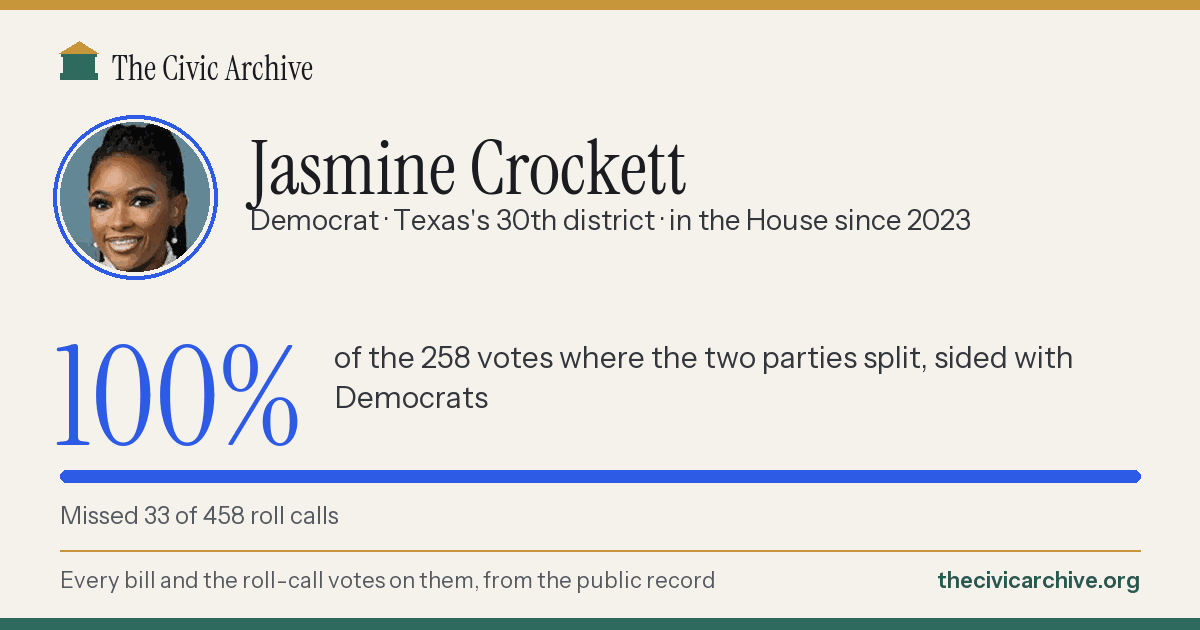 The Civic Archive
Jasmine Crockett
Democrat · Texas's 30th district · in the House since 2023
100%
of the 258 votes where the two parties split, sided with
Democrats
Missed 33 of 458 roll calls
Every bill and the roll-call votes on them, from the public record
thecivicarchive.org